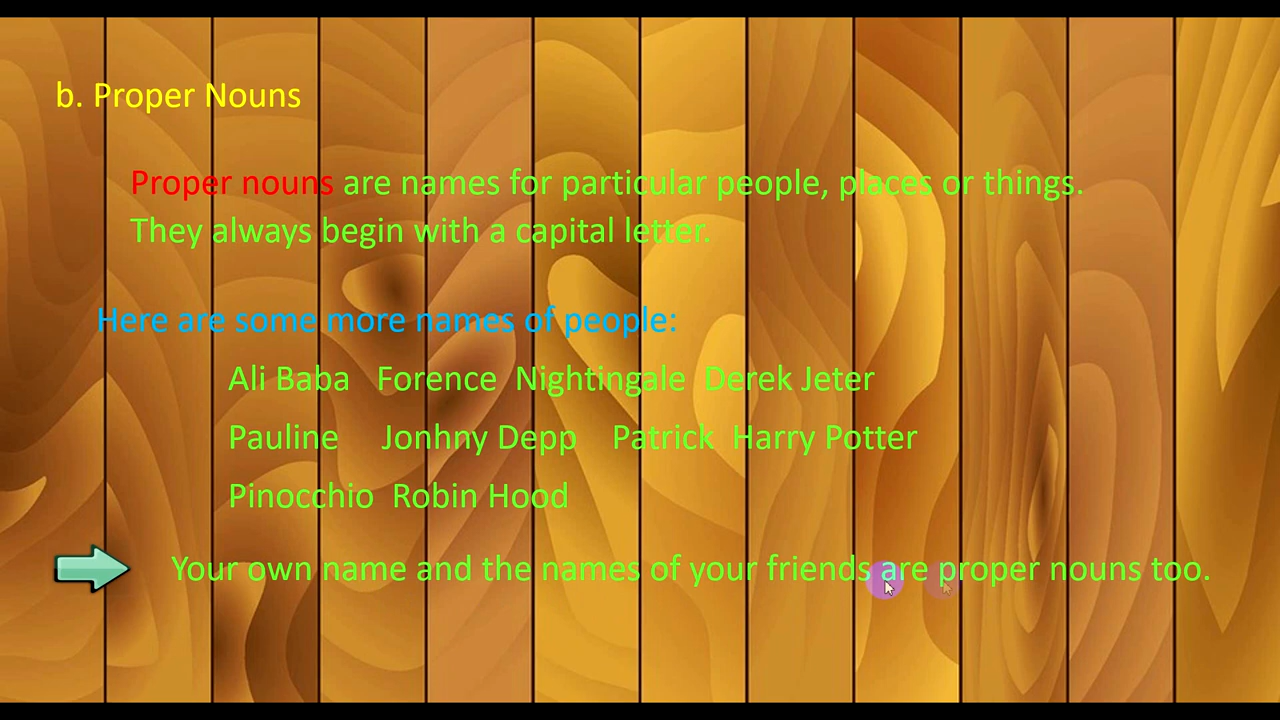 b. Proper Nouns
Proper nouns are names for particular people, places or things.
They always begin with a capital letter.
Here are some more names of people:
Ali Baba Forence Nightingale Derek Jeter
Pauline Jonhny Depp Patrick Harry Potter
Pinocchio Robin Hood
Your own name and the names of your friends are proper nouns too.